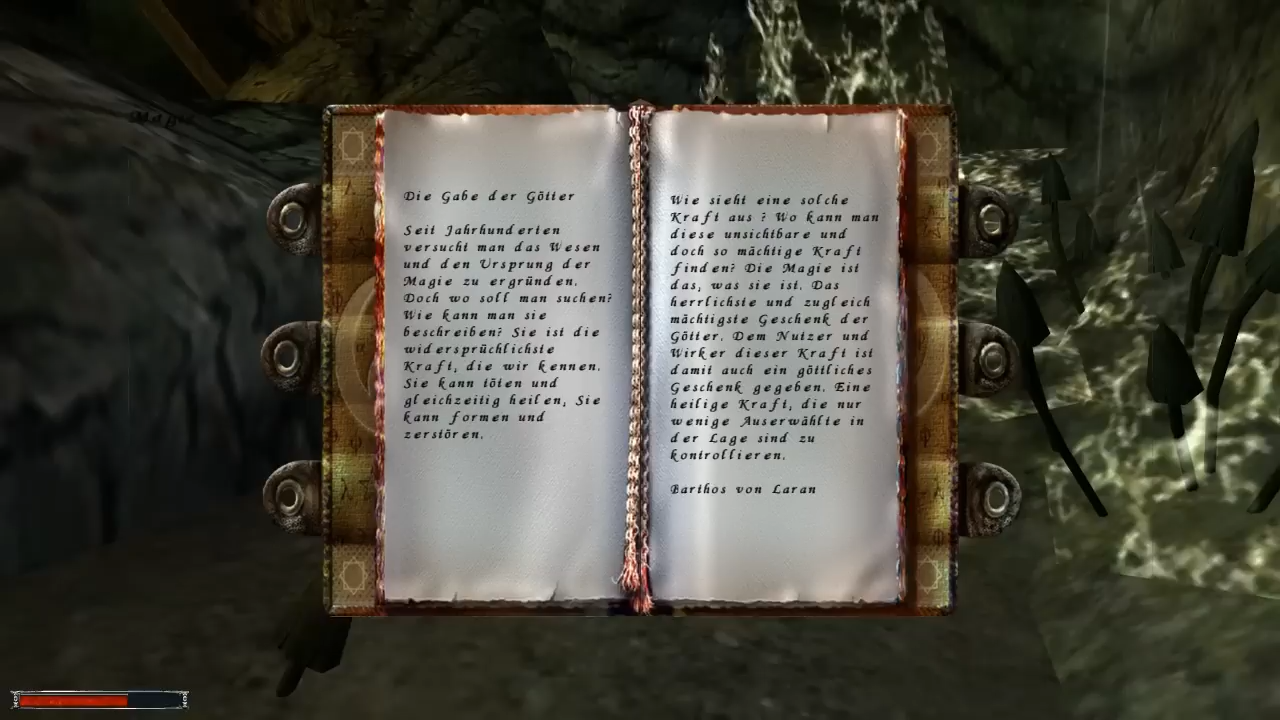 Magie
Die Gabe der Götter
Seit Jahrhunderten
versucht man das Wesen
und den Ursprung der
Magie zu ergründen.
Doch wo soll man suchen?
Wie kann man sie
beschreiben? Sie ist die
widersprüchlichste
Kraft, die wir kennen.
Sie kann töten und
gleichzeitig heilen, Sie
kann formen und
zerstören.
Wie sieht eine solche
Kraft aus ? Wo kann man
diese unsichtbare und
doch so mächtige Kraft
finden? Die Magie ist
das, was sie ist. Das
herrlichste und zugleich
mächtigste Geschenk der
Götter. Dem Nutzer und
Wirker dieser Kraft ist
damit auch ein göttliches
Geschenk gegeben. Eine
heilige Kraft, die nur
wenige Auserwählte in
der Lage sind zu
kontrollieren.
Barthos von Laran